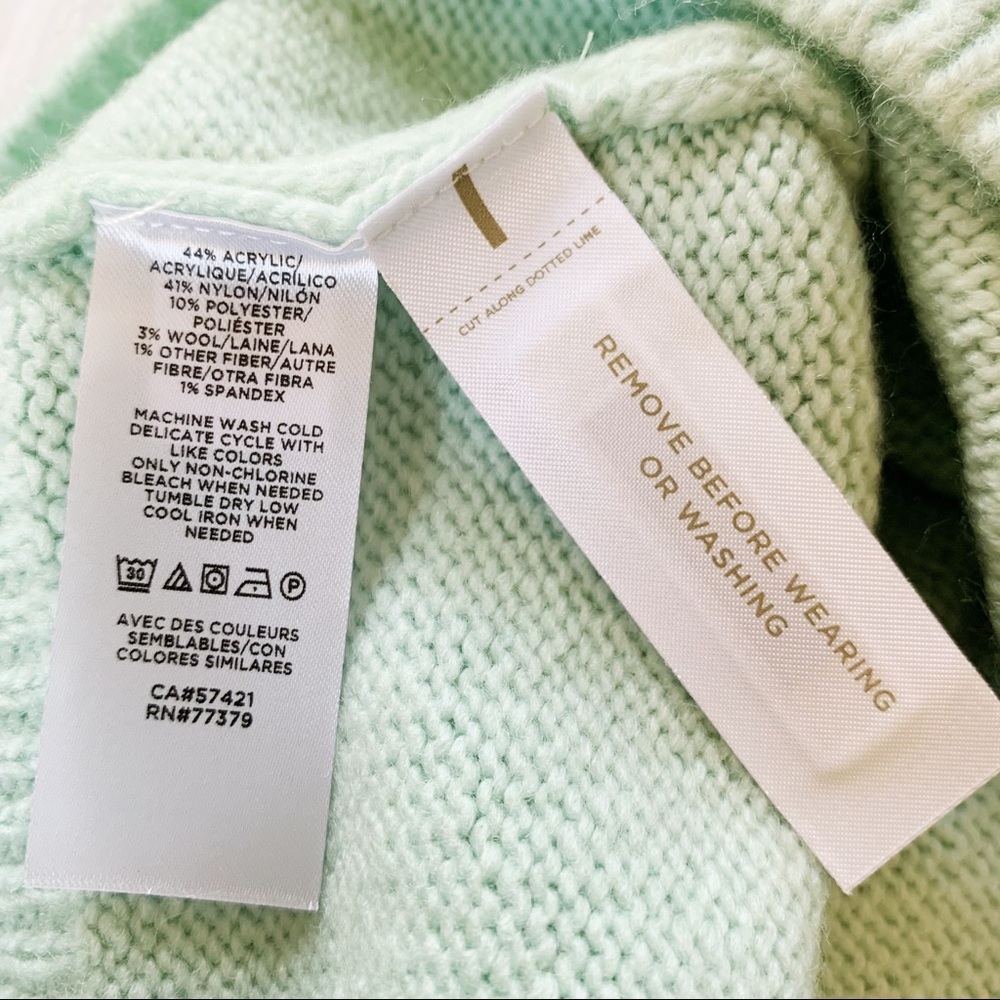 44% ACRYLIC/
ACRYLIQUE/ACRÍLICO
41% NYLON/NILÓN
10% POLYESTER/
POLIÉSTER
3% WOOL/LAINE/LANA
1% OTHER FIBER/AUTRE
FIBRE/OTRA FIBRA
1% SPANDEX
MACHINE WASH COLD
DELICATE CYCLE WITH
LIKE COLORS
ONLY NON-CHLORINE
BLEACH WHEN NEEDED
TUMBLE DRY LOW
COOL IRON WHEN
NEEDED
30 P
AVEC DES COULEURS
SEMBLABLES/CON
COLORES SIMILARES
CA#57421
RN#77379
CUT ALONG DOTTED LINE
REMOVE BEFORE WEARING
OR WASHING